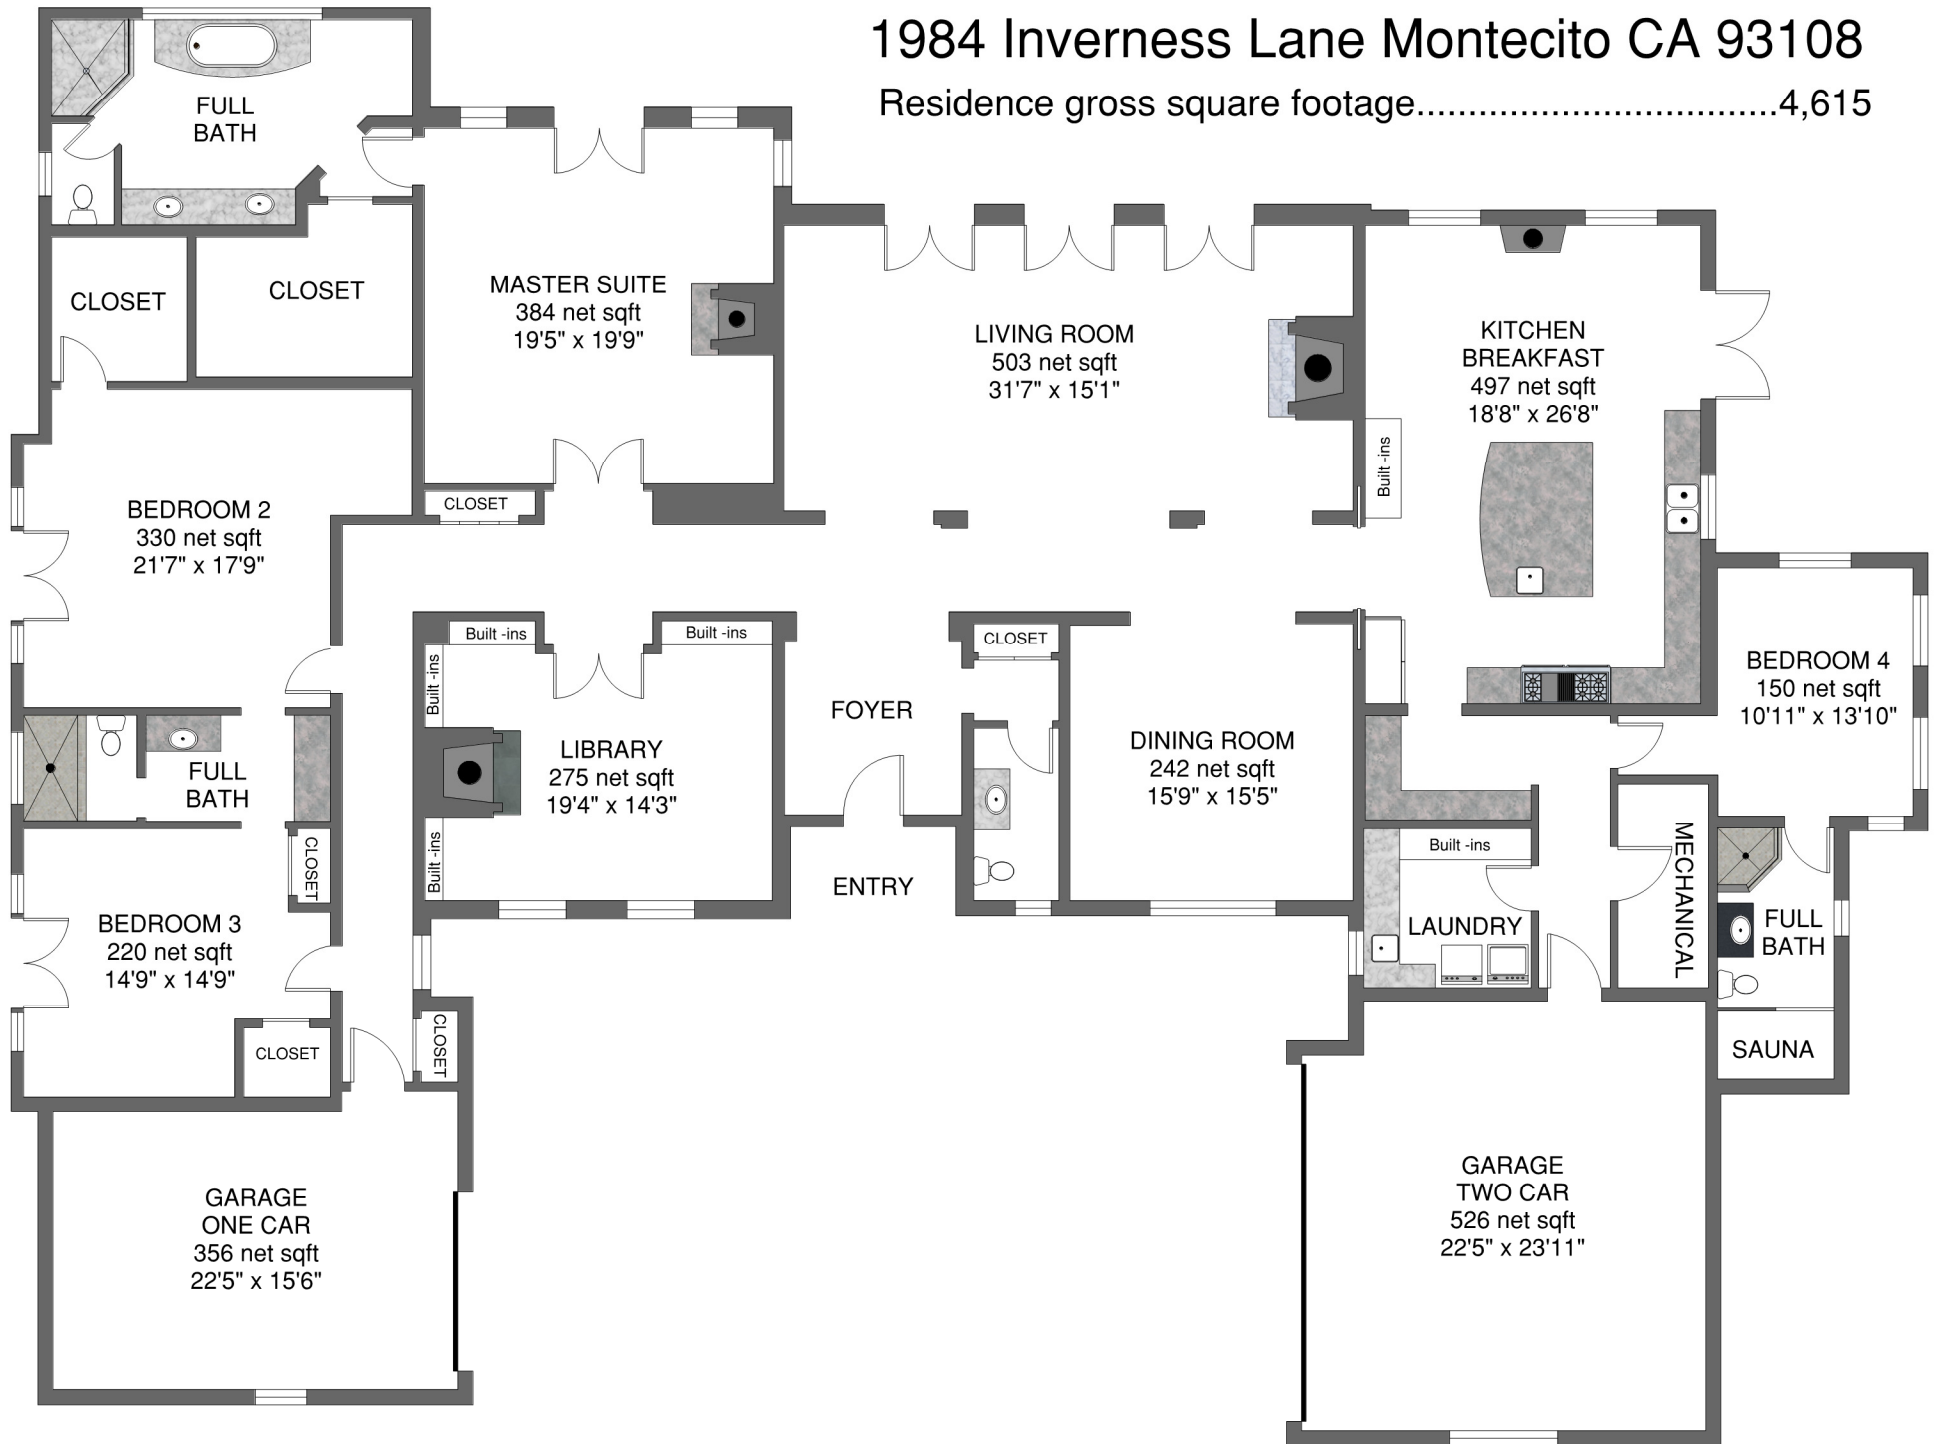 1984 Inverness Lane Montecito CA 93108
Residence gross square footage..................................4,615
FULL
BATH
CLOSET
CLOSET
MASTER SUITE
384 net sqft
19'5" x 19'9"
LIVING ROOM
503 net sqft
31'7" x 15'1"
KITCHEN
BREAKFAST
497 net sqft
18'8" x 26'8"
Built -ins
CLOSET
BEDROOM 2
330 net sqft
21'7" x 17'9"
Built -ins
Built -ins
Built -ins
CLOSET
FOYER
LIBRARY
275 net sqft
19'4" x 14'3"
Built -ins
DINING ROOM
242 net sqft
15'9" x 15'5"
BEDROOM 4
150 net sqft
10'11" x 13'10"
FULL
BATH
CLOSET
ENTRY
Built -ins
LAUNDRY
MECHANICAL
FULL
BATH
BEDROOM 3
220 net sqft
14'9" x 14'9"
CLOSET
CLOSET
SAUNA
GARAGE
ONE CAR
356 net sqft
22'5" x 15'6"
GARAGE
TWO CAR
526 net sqft
22'5" x 23'11"